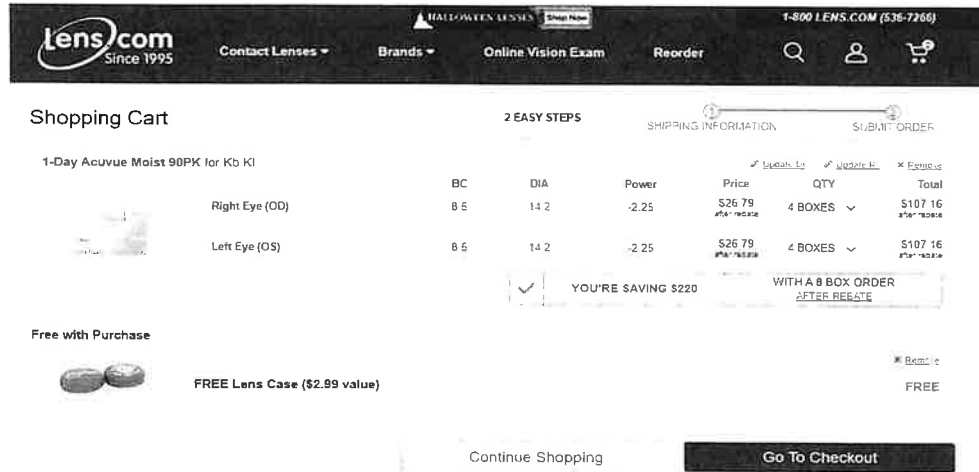 HALLOWEEN LENSES Shop Now
1-800 LENS.COM (536-7266)
Lens.com
Since 1995
Contact Lenses Brands Online Vision Exam Reorder
Shopping Cart
2 EASY STEPS
SHIPPING INFORMATION SUBMIT ORDER
1-Day Acuvue Moist 90PK for Kb Kl
Update Remove
BC DIA Power Price QTY Total
Right Eye (OD) 8.5 14.2 -2.25 $26.79 4 BOXES $107.16
after rebate after rebate
Left Eye (OS) 8.5 14.2 -2.25 $26.79 4 BOXES $107.16
after rebate after rebate
YOU'RE SAVING $220 WITH A 8 BOX ORDER
AFTER REBATE
Free with Purchase
Remove
FREE Lens Case ($2.99 value) FREE
Continue Shopping Go To Checkout